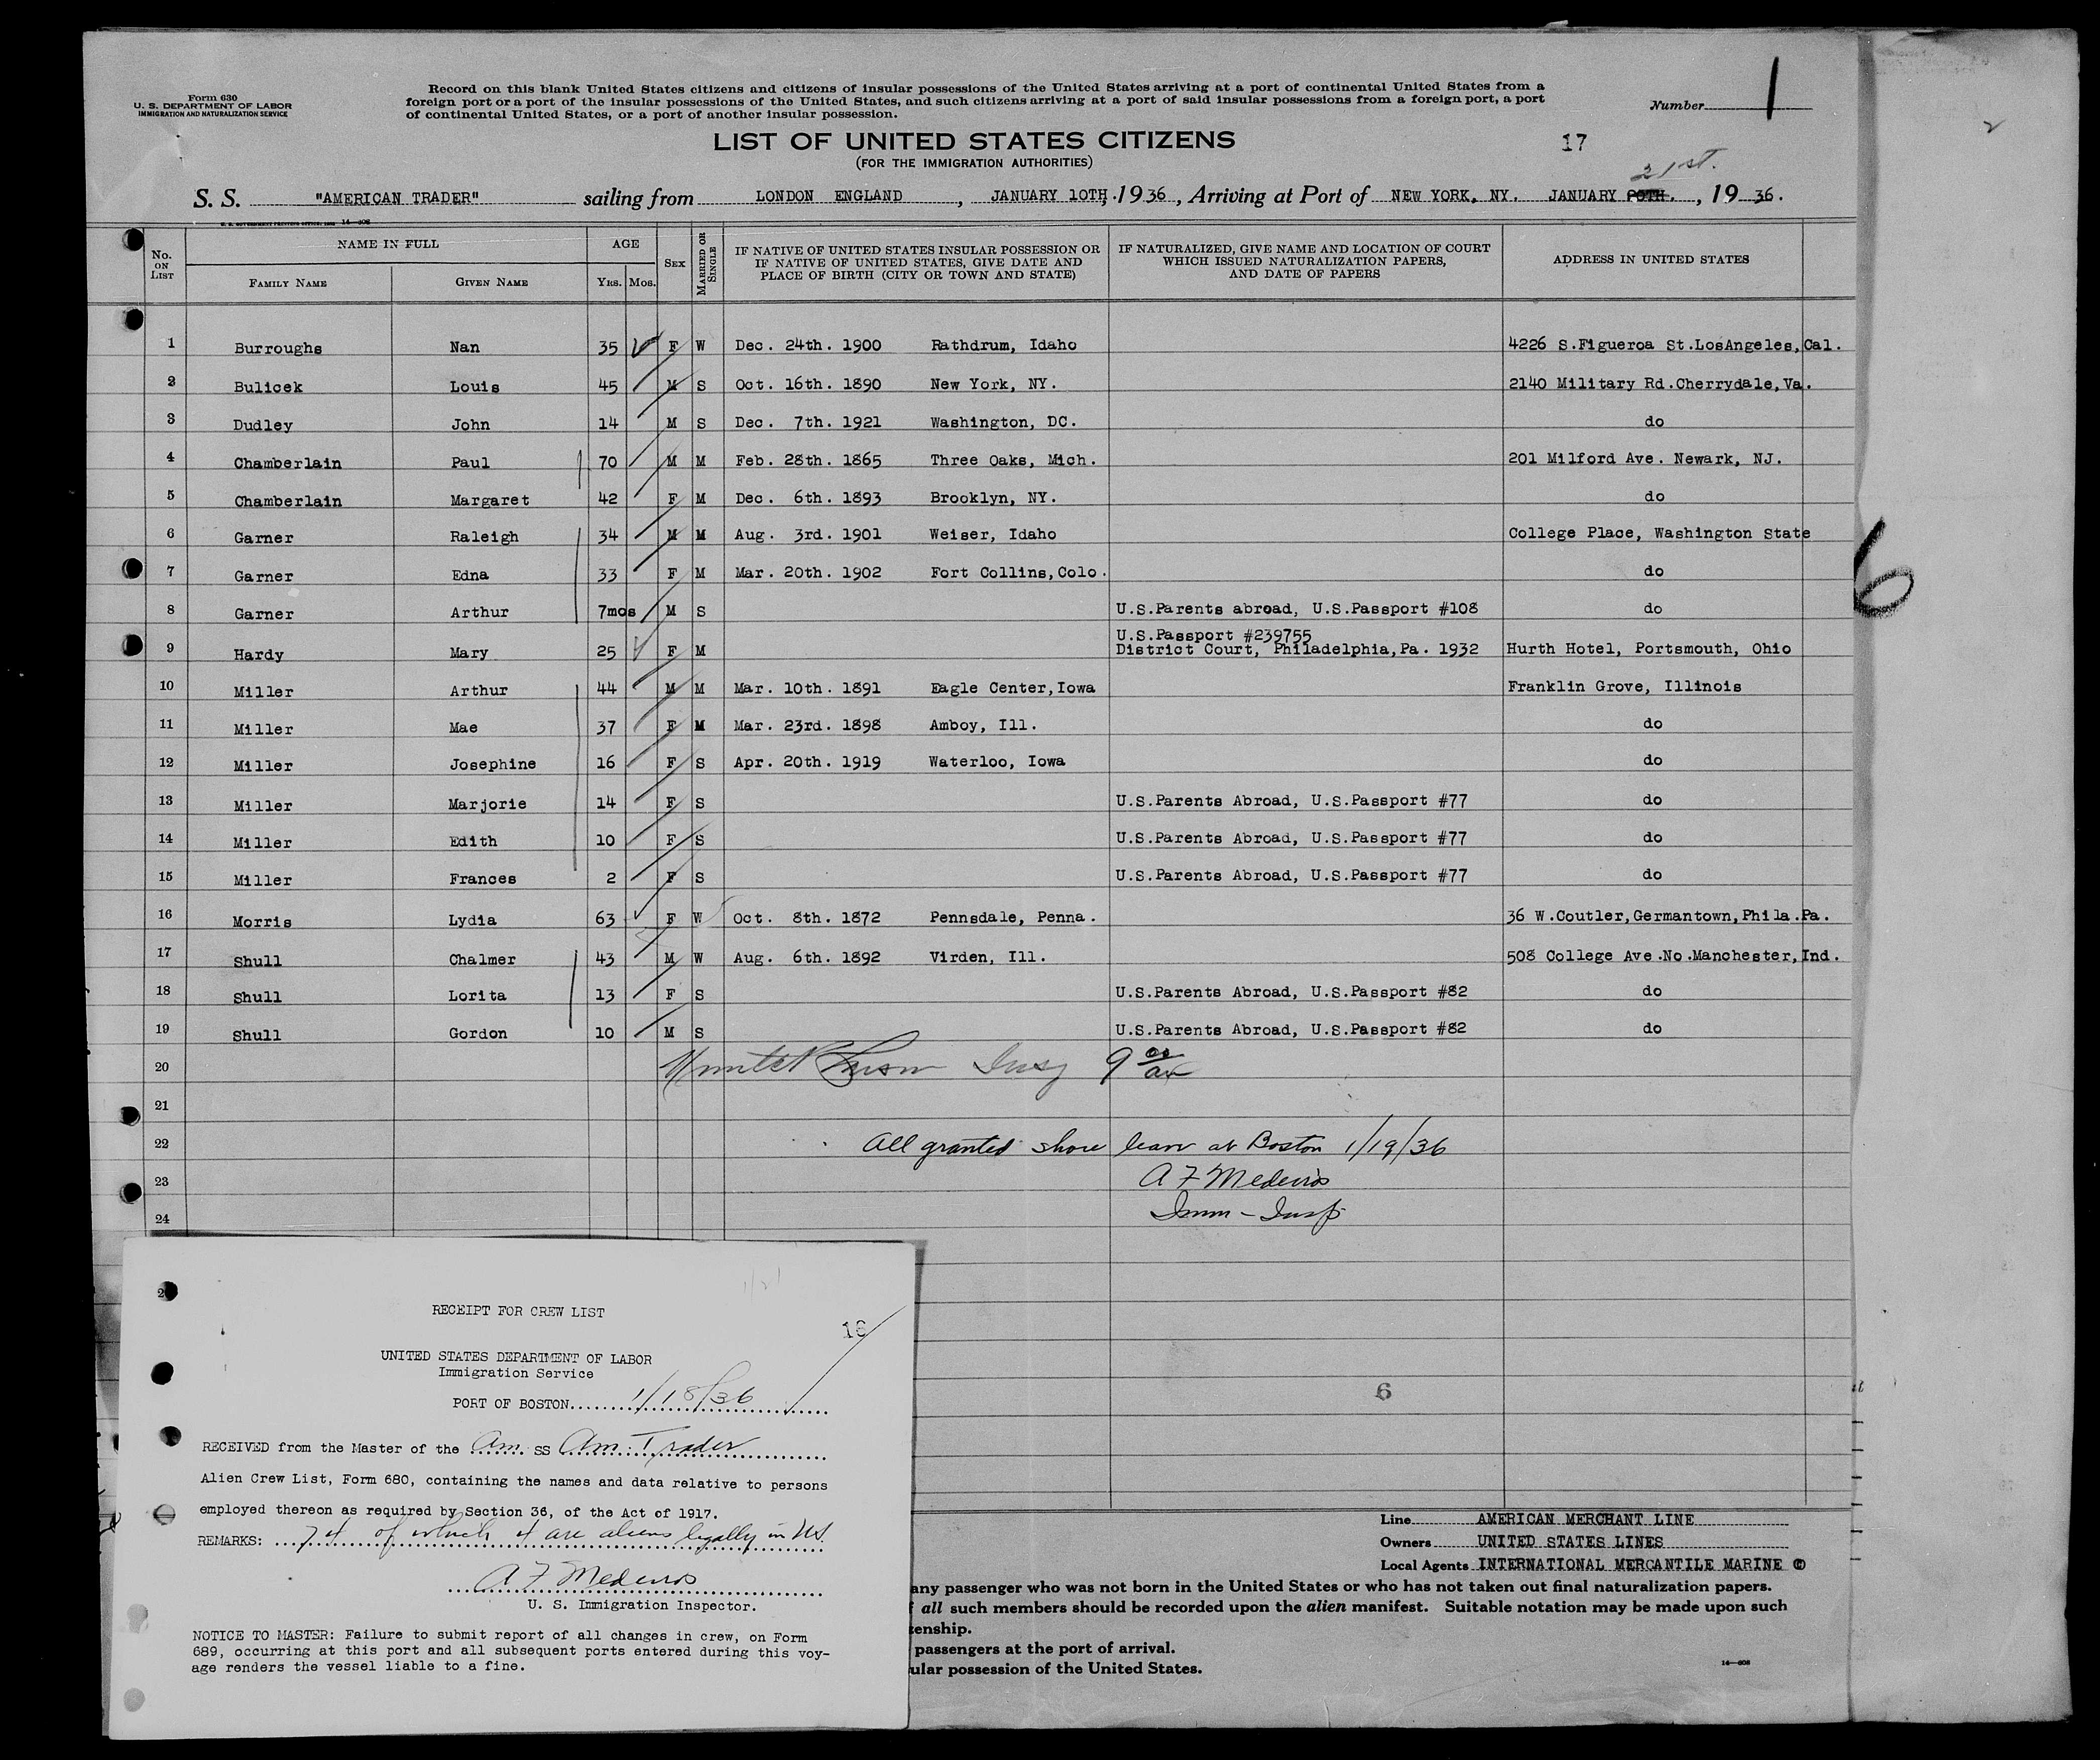 Form 630
U. S. DEPARTMENT OF LABOR
IMMIGRATION AND NATURALIZATION SERVICE
Record on this blank United States citizens and citizens of insular possessions of the United States arriving at a port of continental United States from a
foreign port or a port of the insular possessions of the United States, and such citizens arriving at a port of said insular possessions from a foreign port, a port
of continental United States, or a port of another insular possession.
Number 1
LIST OF UNITED STATES CITIZENS
(FOR THE IMMIGRATION AUTHORITIES)
17
2
21st.
S. S. "AMERICAN TRADER" sailing from LONDON ENGLAND, JANUARY 10TH, 1936, Arriving at Port of NEW YORK, NY. JANUARY 20TH., 1936.
No. ON LIST
NAME IN FULL
FAMILY NAME GIVEN NAME
AGE
YRS. MOS.
SEX
MARRIED OR SINGLE
IF NATIVE OF UNITED STATES INSULAR POSSESSION OR
IF NATIVE OF UNITED STATES, GIVE DATE AND
PLACE OF BIRTH (CITY OR TOWN AND STATE)
IF NATURALIZED, GIVE NAME AND LOCATION OF COURT
WHICH ISSUED NATURALIZATION PAPERS,
AND DATE OF PAPERS
ADDRESS IN UNITED STATES
1 Burroughs Nan 35 F W Dec. 24th. 1900 Rathdrum, Idaho 4226 S.Figueroa St.LosAngeles,Cal.
2 Bulicek Louis 45 M S Oct. 16th. 1890 New York, NY. 2140 Military Rd.Cherrydale,Va.
3 Dudley John 14 M S Dec. 7th. 1921 Washington, DC. do
4 Chamberlain Paul 70 M M Feb. 28th. 1865 Three Oaks, Mich. 201 Milford Ave. Newark, NJ.
5 Chamberlain Margaret 42 F M Dec. 6th. 1893 Brooklyn, NY. do
6 Garner Raleigh 34 M M Aug. 3rd. 1901 Weiser, Idaho College Place, Washington State
7 Garner Edna 33 F M Mar. 20th. 1902 Fort Collins,Colo. do
8 Garner Arthur 7mos M S U.S.Parents abroad, U.S.Passport #108 do
U.S.Passport #239755
9 Hardy Mary 25 F M District Court, Philadelphia,Pa. 1932 Hurth Hotel, Portsmouth, Ohio
10 Miller Arthur 44 M M Mar. 10th. 1891 Eagle Center,Iowa Franklin Grove, Illinois
11 Miller Mae 37 F M Mar. 23rd. 1898 Amboy, Ill. do
12 Miller Josephine 16 F S Apr. 20th. 1919 Waterloo, Iowa do
13 Miller Marjorie 14 F S U.S.Parents Abroad, U.S.Passport #77 do
14 Miller Edith 10 F S U.S.Parents Abroad, U.S.Passport #77 do
15 Miller Frances 2 F S U.S.Parents Abroad, U.S.Passport #77 do
16 Morris Lydia 63 F W Oct. 8th. 1872 Pennsdale, Penna. 36 W.Coutler,Germantown,Phila.Pa.
17 Shull Chalmer 43 M W Aug. 6th. 1892 Virden, Ill. 508 College Ave.No.Manchester,Ind.
18 Shull Lorita 13 F S U.S.Parents Abroad, U.S.Passport #82 do
19 Shull Gordon 10 M S U.S.Parents Abroad, U.S.Passport #82 do
6
20 Insp 9 00 am
21
22 All granted shore leave at Boston 1/19/36
23 A F Medeiros
24 Imm - Insp
1/21
RECEIPT FOR CREW LIST
16
UNITED STATES DEPARTMENT OF LABOR
Immigration Service
PORT OF BOSTON 1/18/36
RECEIVED from the Master of the Am. SS Am. Trader
Alien Crew List, Form 680, containing the names and data relative to persons
employed thereon as required by Section 36, of the Act of 1917.
REMARKS: 74 of which 4 are aliens legally in U.S.
A F Medeiros
U. S. Immigration Inspector.
NOTICE TO MASTER: Failure to submit report of all changes in crew, on Form
689, occurring at this port and all subsequent ports entered during this voy-
age renders the vessel liable to a fine.
6
Line AMERICAN MERCHANT LINE
Owners UNITED STATES LINES
Local Agents INTERNATIONAL MERCANTILE MARINE Co
any passenger who was not born in the United States or who has not taken out final naturalization papers.
all such members should be recorded upon the alien manifest. Suitable notation may be made upon such
enship.
passengers at the port of arrival.
ular possession of the United States.
14—608